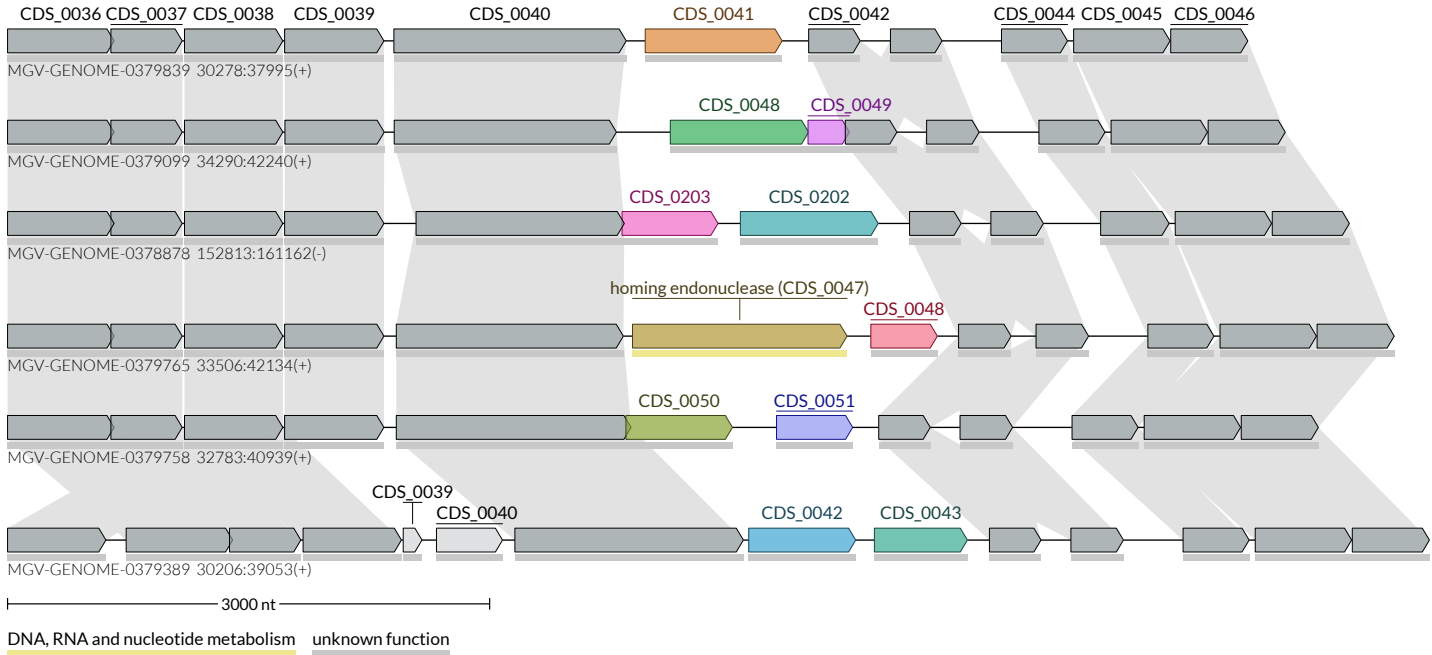 CDS_0036 CDS_0037 CDS_0038 CDS_0039 CDS_0040 CDS_0041 CDS_0042 CDS_0044 CDS_0045 CDS_0046
MGV-GENOME-0379839 30278:37995(+)
CDS_0048 CDS_0049
MGV-GENOME-0379099 34290:42240(+)
CDS_0203 CDS_0202
MGV-GENOME-0378878 152813:161162(-)
homing endonuclease (CDS_0047)
CDS_0048
MGV-GENOME-0379765 33506:42134(+)
CDS_0050 CDS_0051
MGV-GENOME-0379758 32783:40939(+)
CDS_0039
CDS_0040 CDS_0042 CDS_0043
MGV-GENOME-0379389 30206:39053(+)
3000 nt
DNA, RNA and nucleotide metabolism unknown function